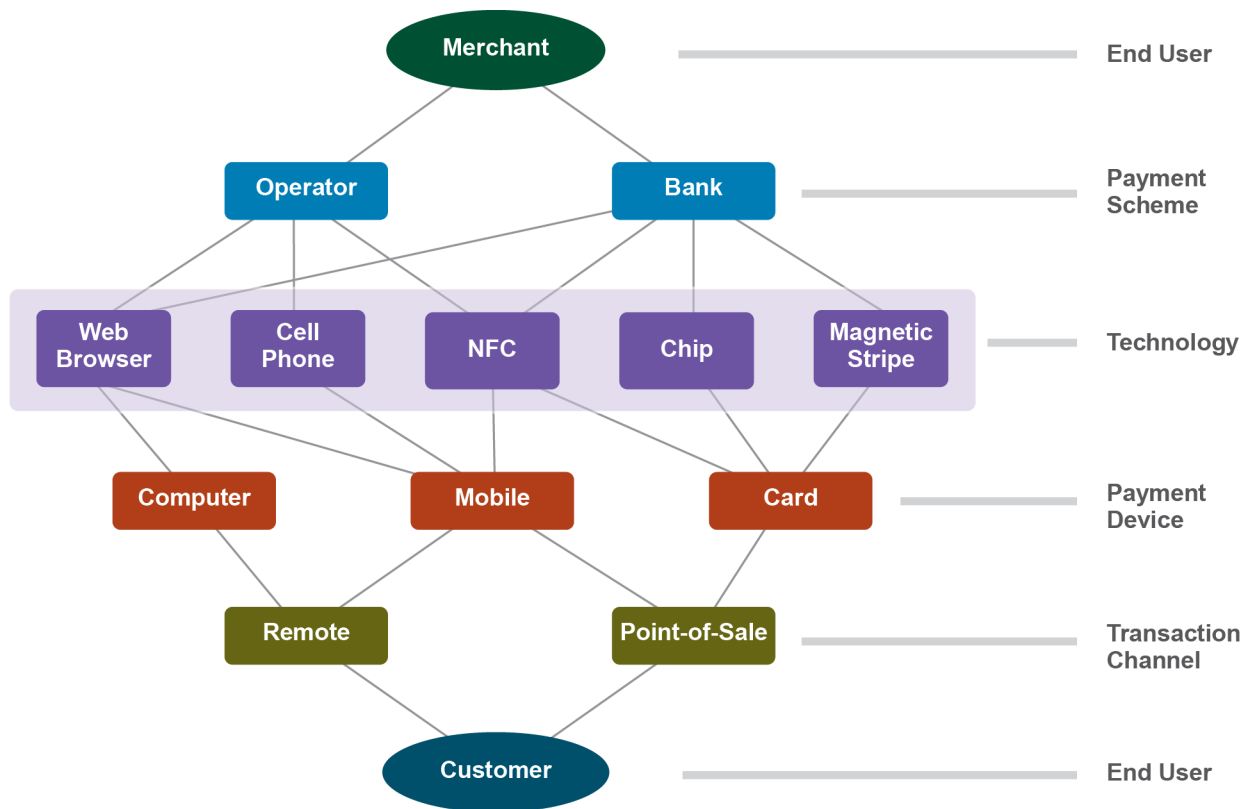 Merchant
End User
Operator
Bank
Payment
Scheme
Web
Browser
Cell
Phone
NFC
Chip
Magnetic
Stripe
Technology
Computer
Mobile
Card
Payment
Device
Remote
Point-of-Sale
Transaction
Channel
Customer
End User